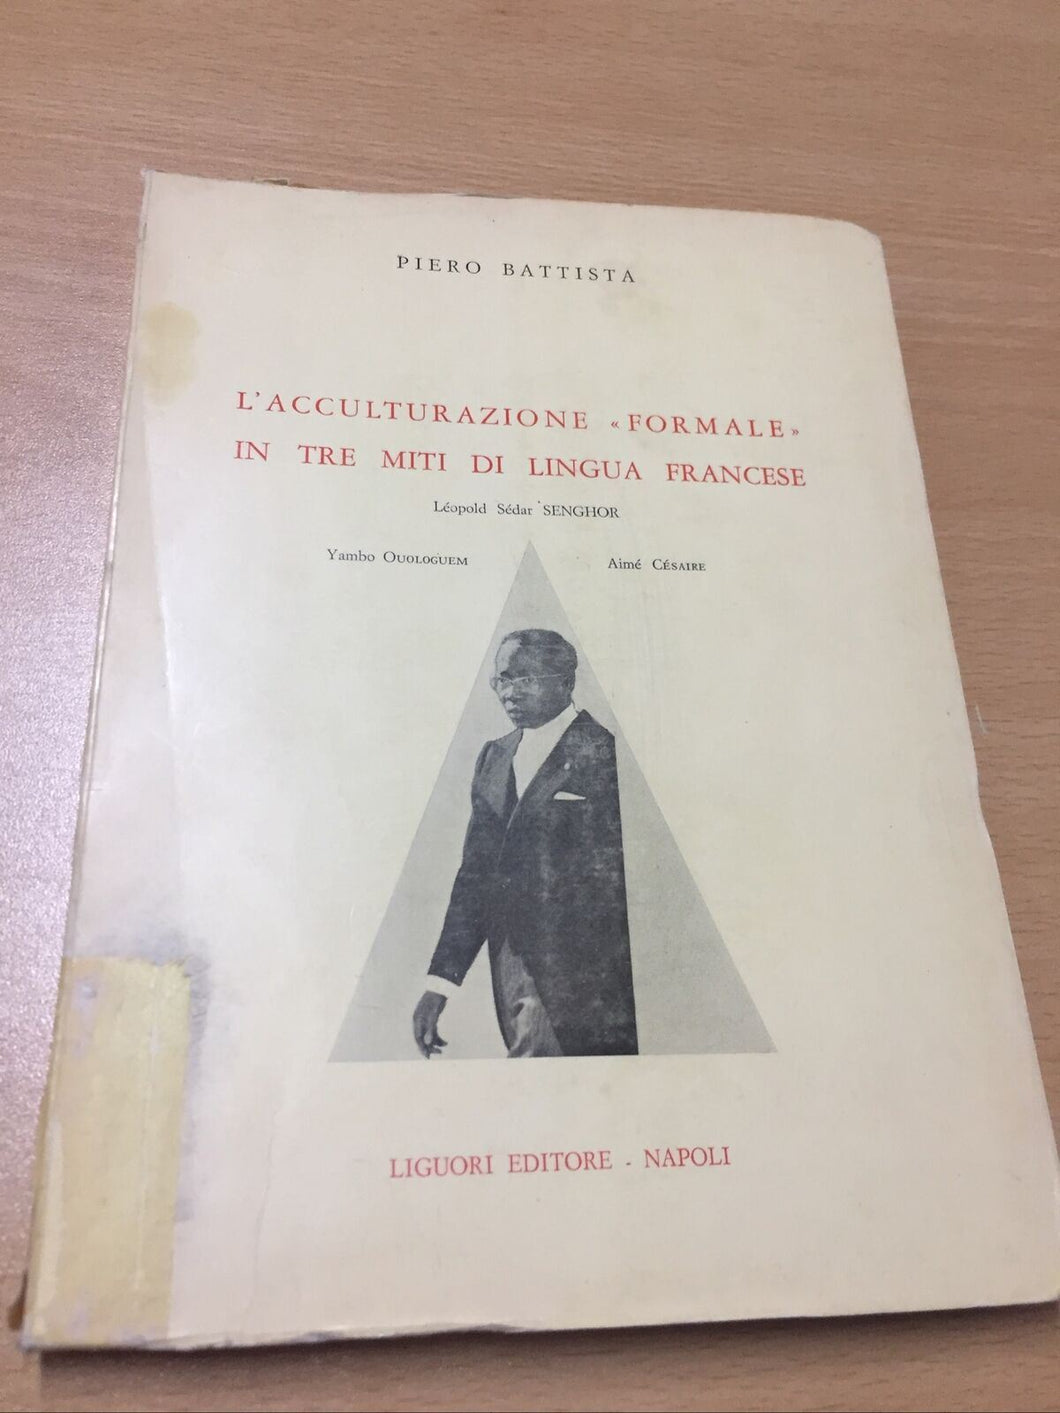 PIERO BATTISTA
L'ACCULTURAZIONE «FORMALE»
IN TRE MITI DI LINGUA FRANCESE
Léopold Sédar SENGHOR
Yambo OUOLOGUEM Aimé CÉSAIRE
LIGUORI EDITORE - NAPOLI